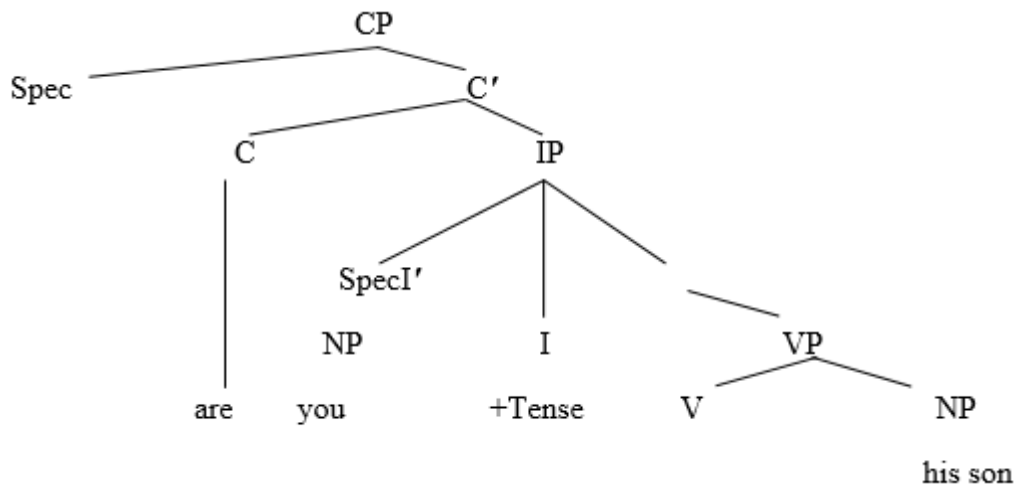 CP
Spec C′
C IP
SpecI′
NP I VP
are you +Tense V NP
his son